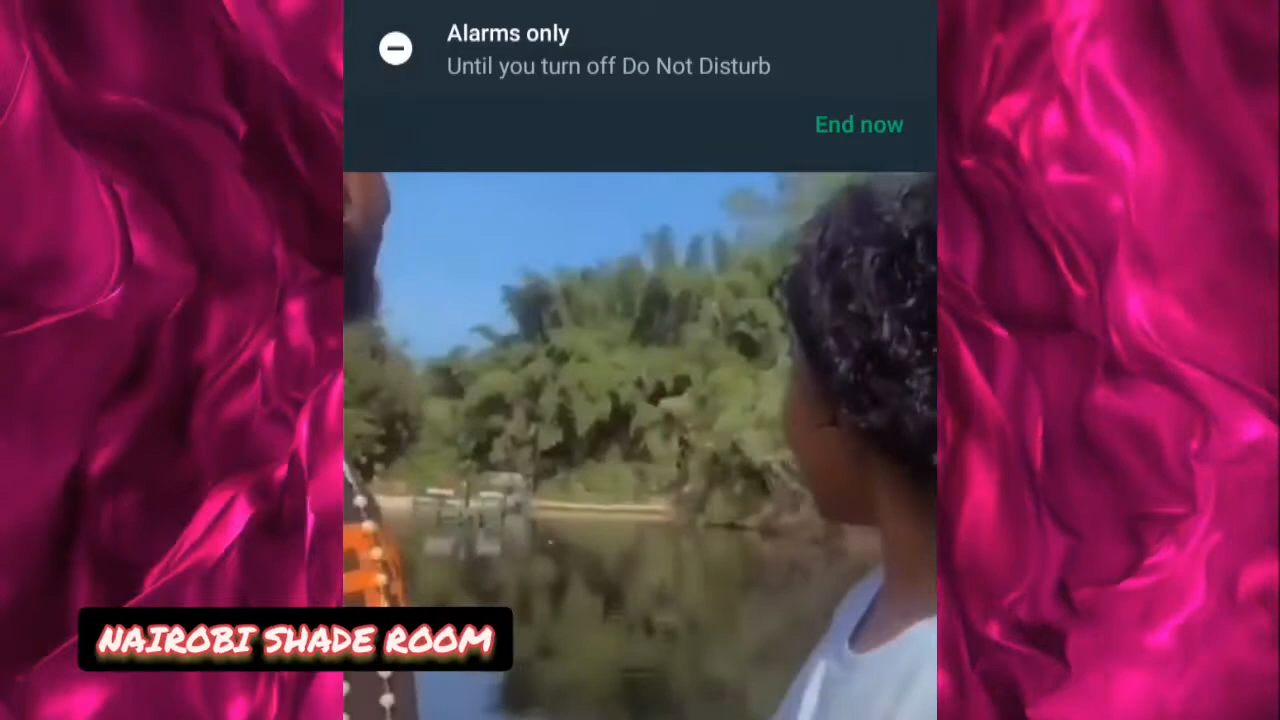 Alarms only
Until you turn off Do Not Disturb
End now
NAIROBI SHADE ROOM